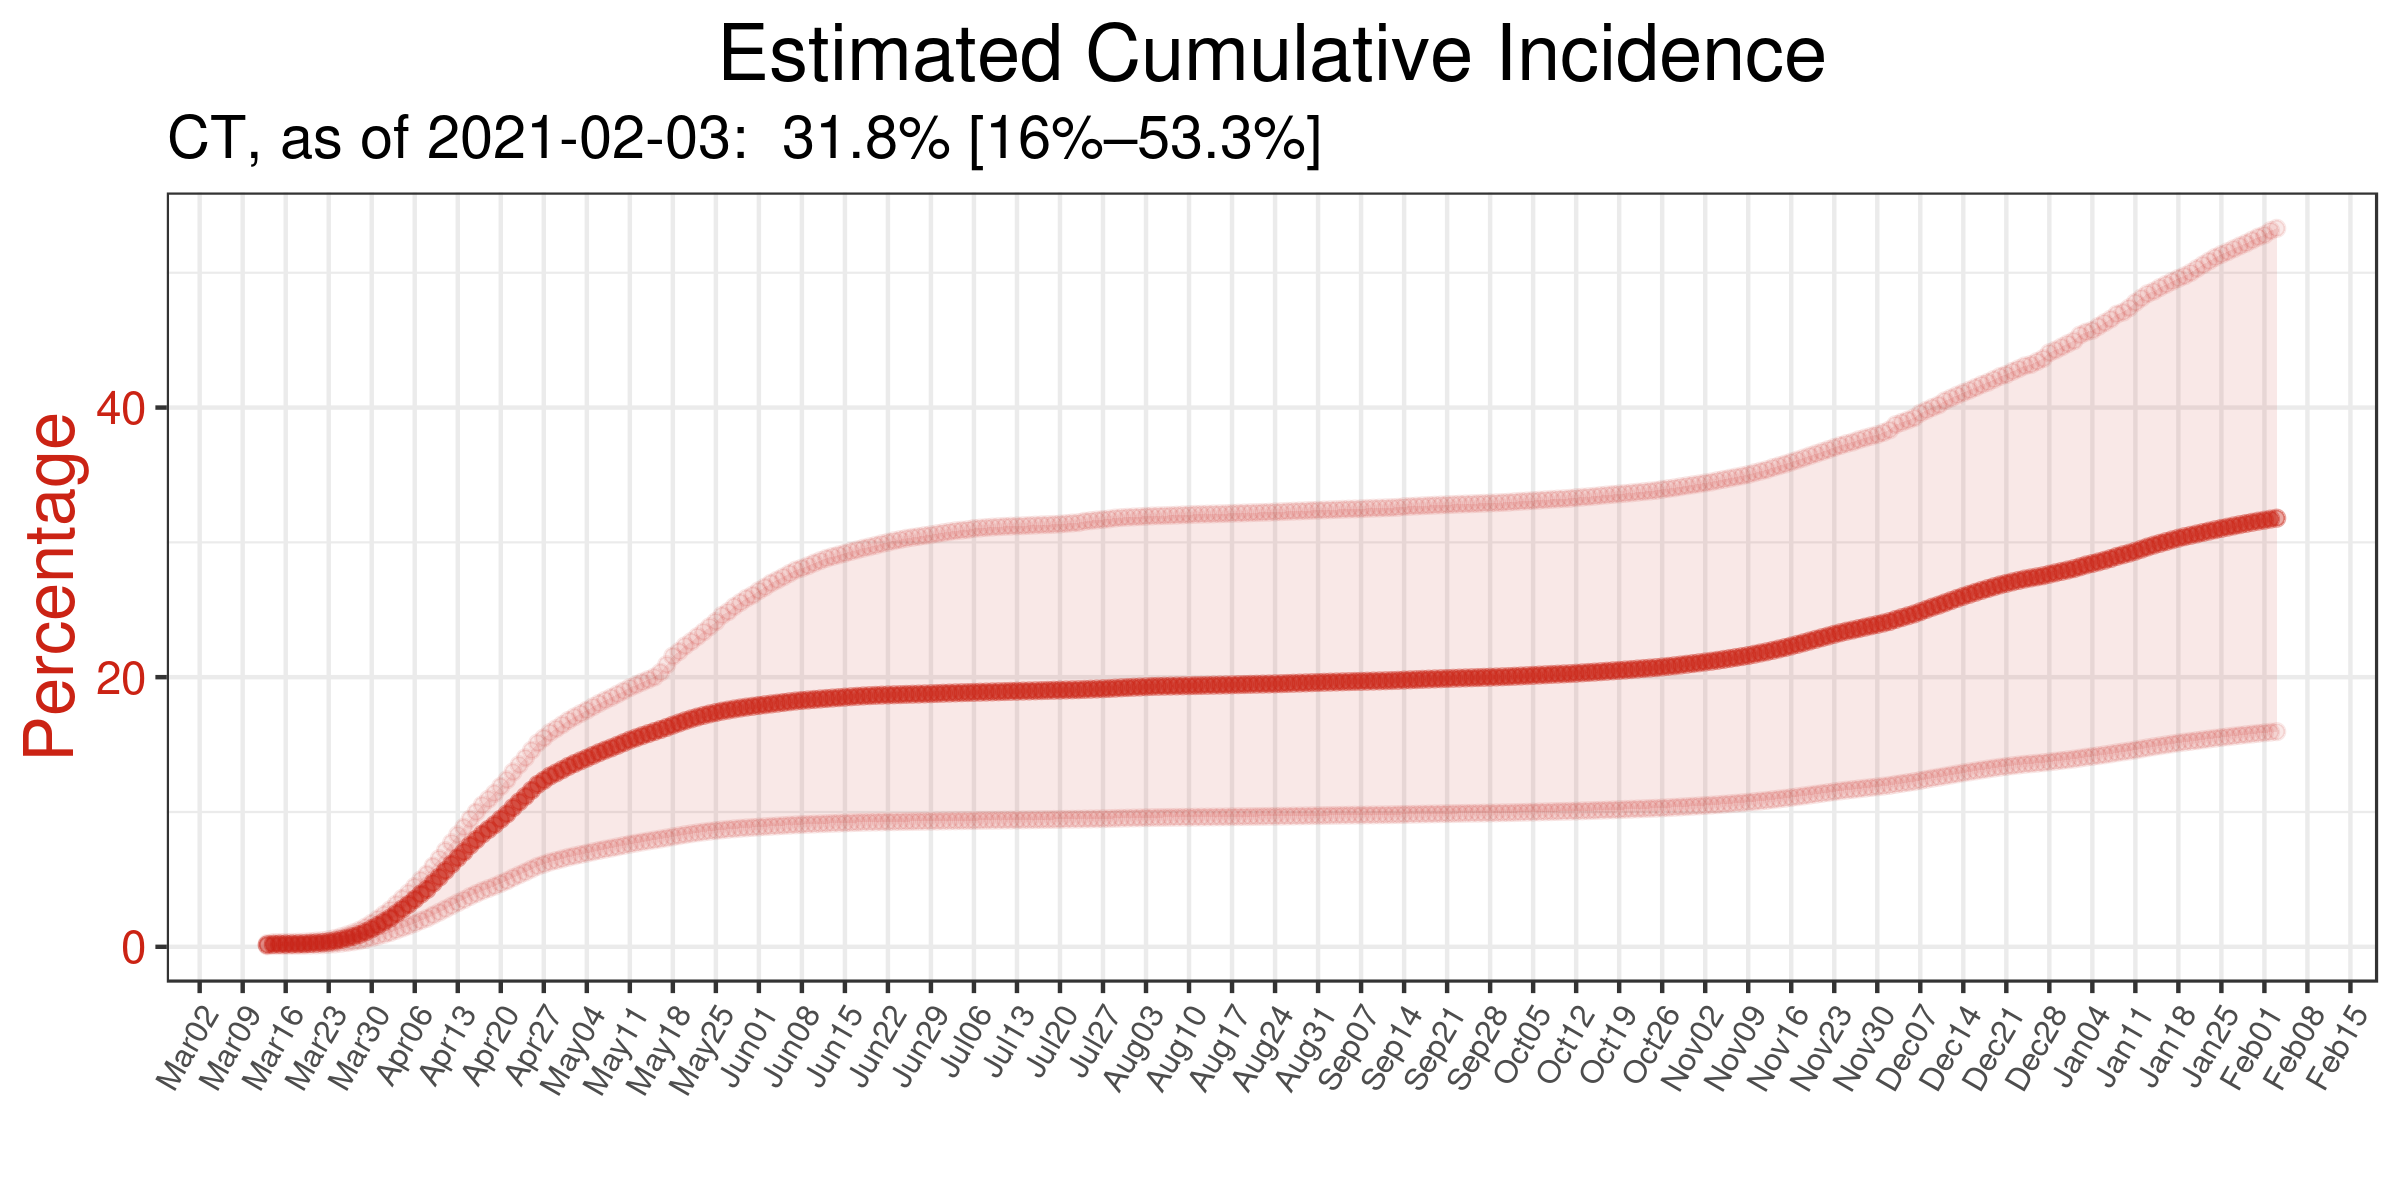 Estimated Cumulative Incidence
CT, as of 2021-02-03:  31.8% [16%–53.3%]
Percentage
40
20
0
Mar02
Mar09
Mar16
Mar23
Mar30
Apr06
Apr13
Apr20
Apr27
May04
May11
May18
May25
Jun01
Jun08
Jun15
Jun22
Jun29
Jul06
Jul13
Jul20
Jul27
Aug03
Aug10
Aug17
Aug24
Aug31
Sep07
Sep14
Sep21
Sep28
Oct05
Oct12
Oct19
Oct26
Nov02
Nov09
Nov16
Nov23
Nov30
Dec07
Dec14
Dec21
Dec28
Jan04
Jan11
Jan18
Jan25
Feb01
Feb08
Feb15